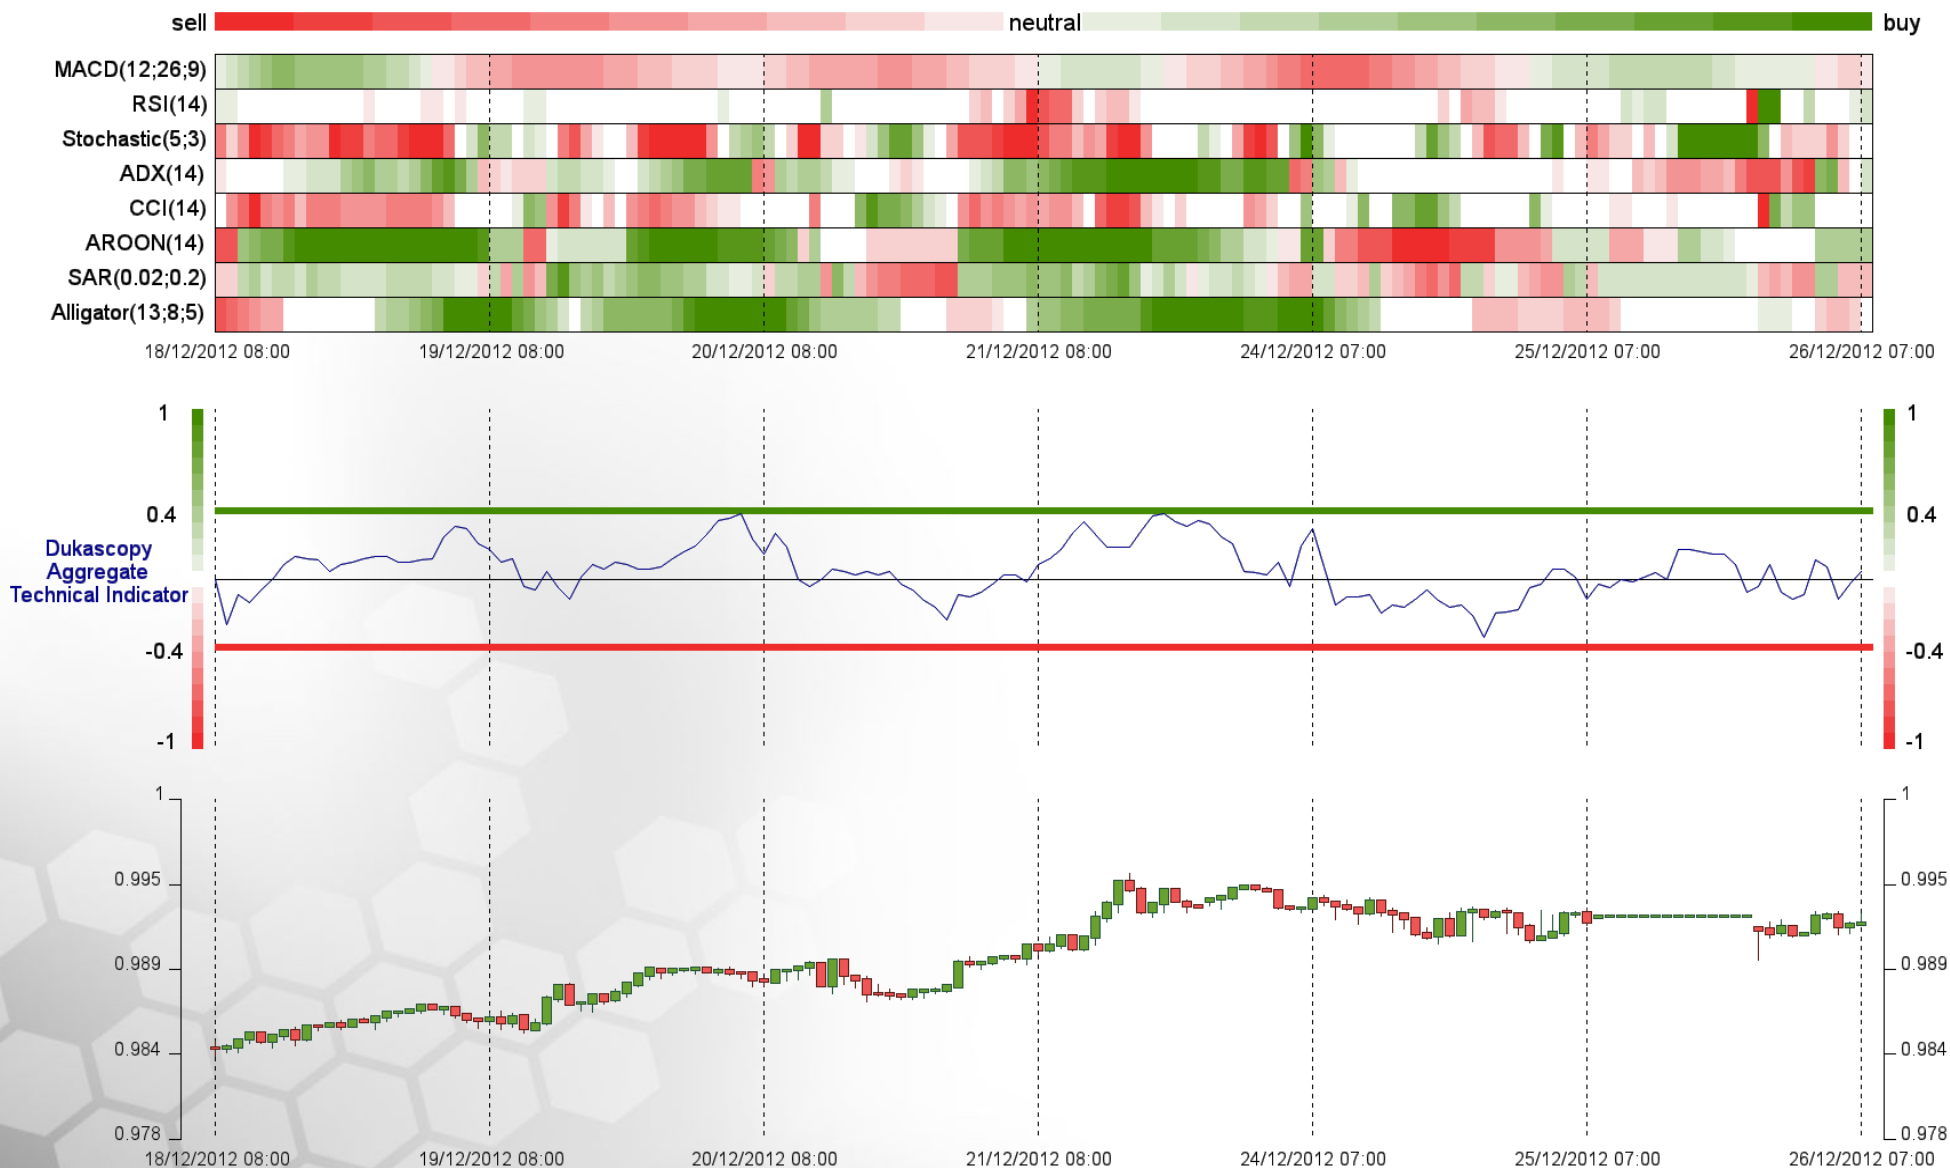 sell neutral buy
MACD(12;26;9)
RSI(14)
Stochastic(5;3)
ADX(14)
CCI(14)
AROON(14)
SAR(0.02;0.2)
Alligator(13;8;5)
18/12/2012 08:00 19/12/2012 08:00 20/12/2012 08:00 21/12/2012 08:00 24/12/2012 07:00 25/12/2012 07:00 26/12/2012 07:00
1 1
0.4 0.4
Dukascopy
Aggregate
Technical Indicator
-0.4 -0.4
-1 -1
1 1
0.995 0.995
0.989 0.989
0.984 0.984
0.978 0.978
18/12/2012 08:00 19/12/2012 08:00 20/12/2012 08:00 21/12/2012 08:00 24/12/2012 07:00 25/12/2012 07:00 26/12/2012 07:00